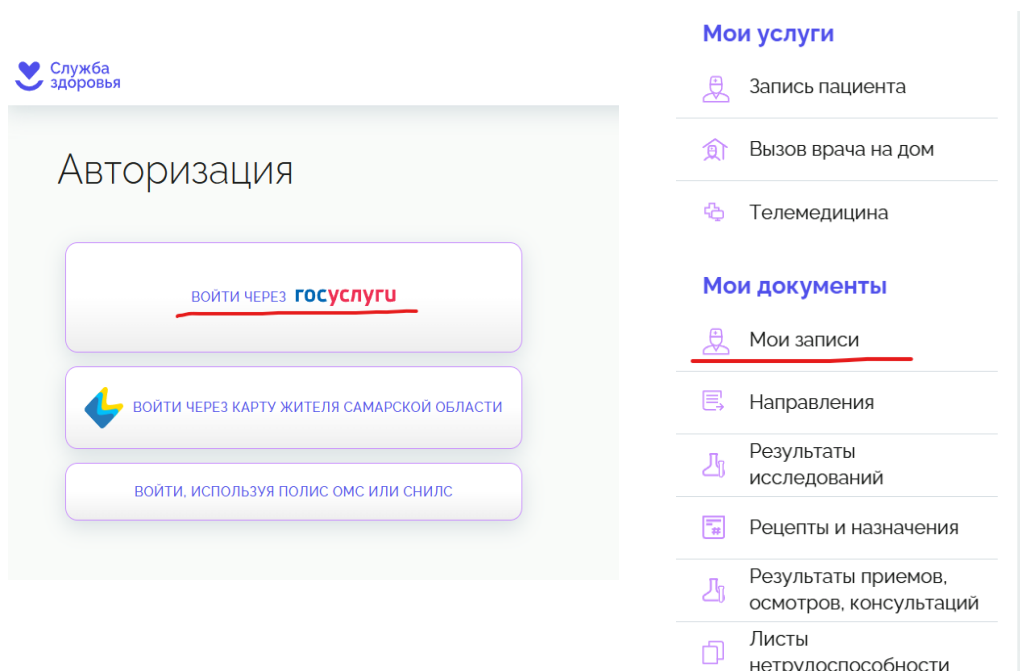 Служба
здоровья
Авторизация
ВОЙТИ ЧЕРЕЗ госуслуги
ВОЙТИ ЧЕРЕЗ КАРТУ ЖИТЕЛЯ САМАРСКОЙ ОБЛАСТИ
ВОЙТИ, ИСПОЛЬЗУЯ ПОЛИС ОМС ИЛИ СНИЛС
Мои услуги
Запись пациента
Вызов врача на дом
Телемедицина
Мои документы
Мои записи
Направления
Результаты
исследований
Рецепты и назначения
Результаты приемов,
осмотров, консультаций
Листы
нетрудоспособности